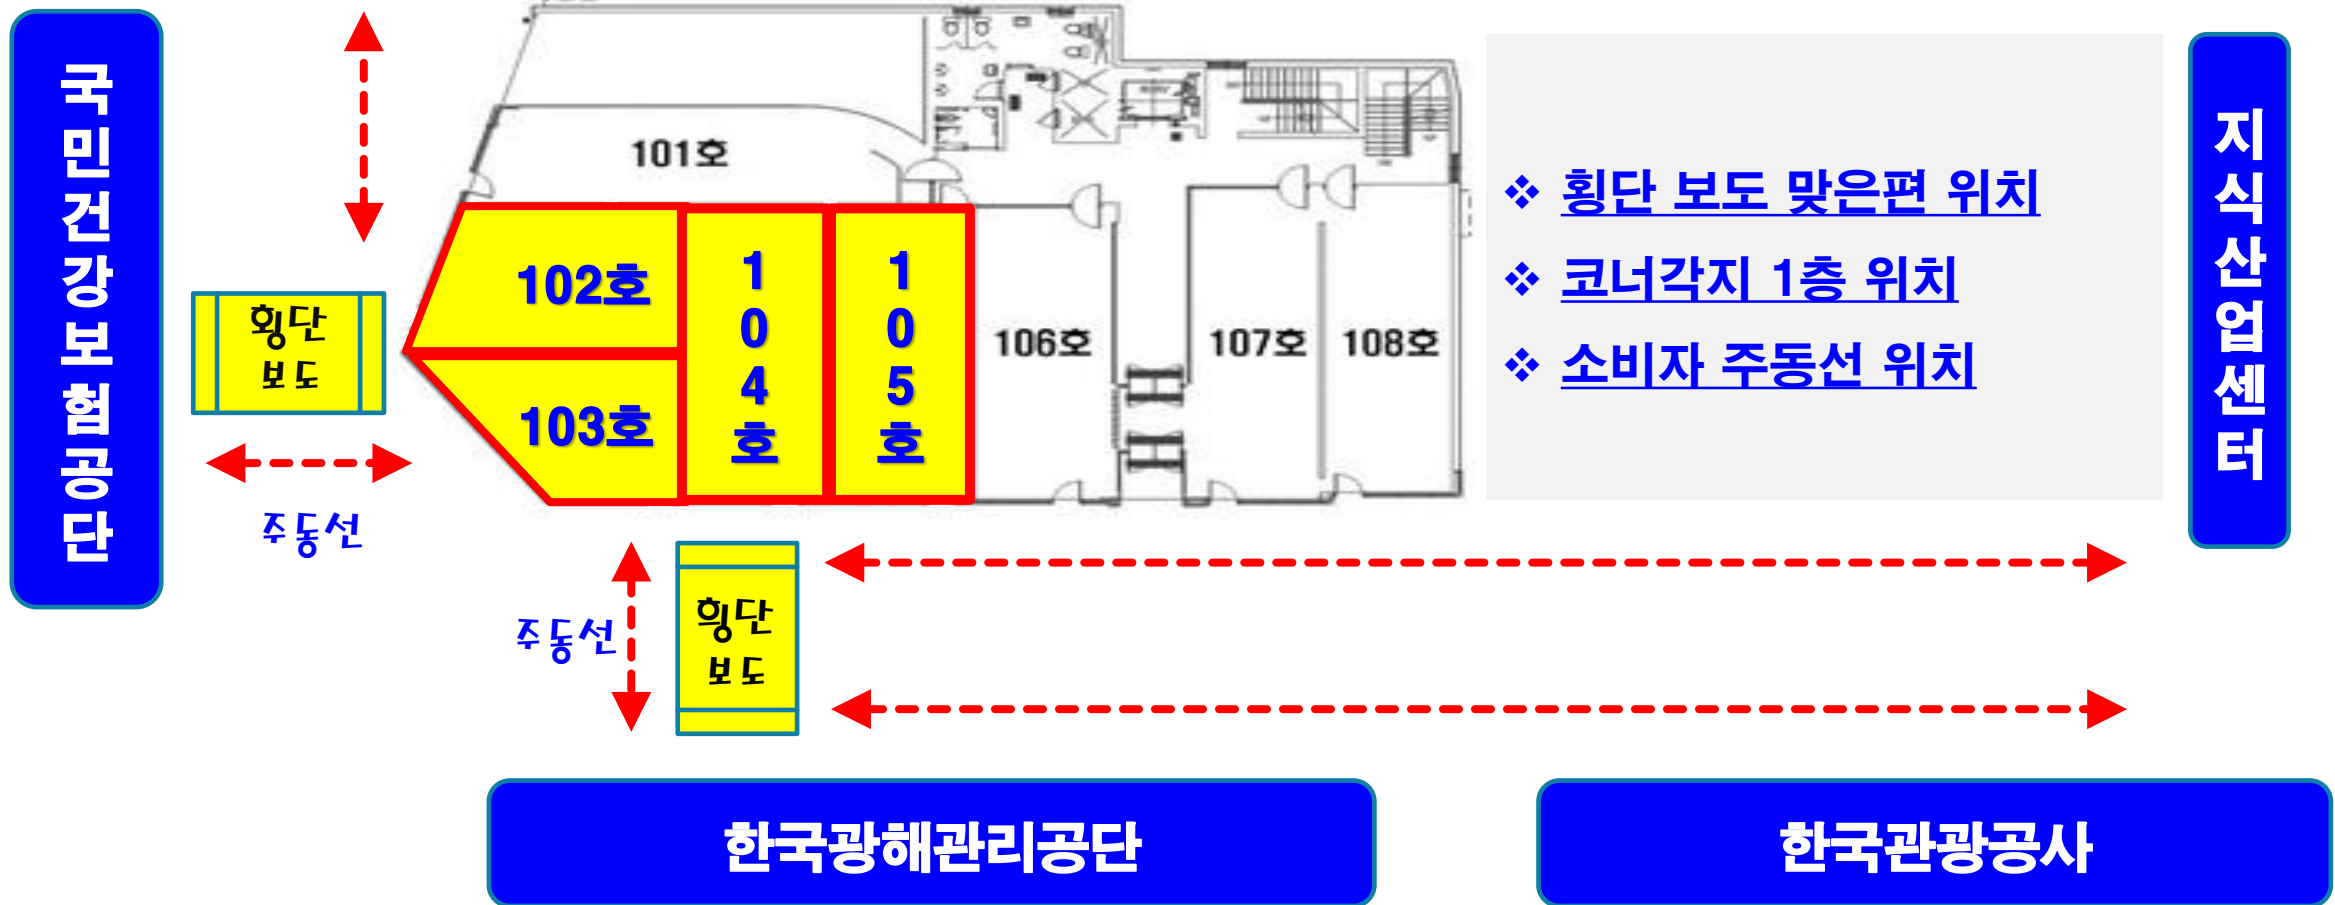 국민건강보험공단
101호
102호
103호
104호
105호
106호
107호
108호
횡단
보도
주동선
주동선
횡단
보도
❖ 횡단 보도 맞은편 위치
❖ 코너각지 1층 위치
❖ 소비자 주동선 위치
지식산업센터
한국광해관리공단
한국관광공사